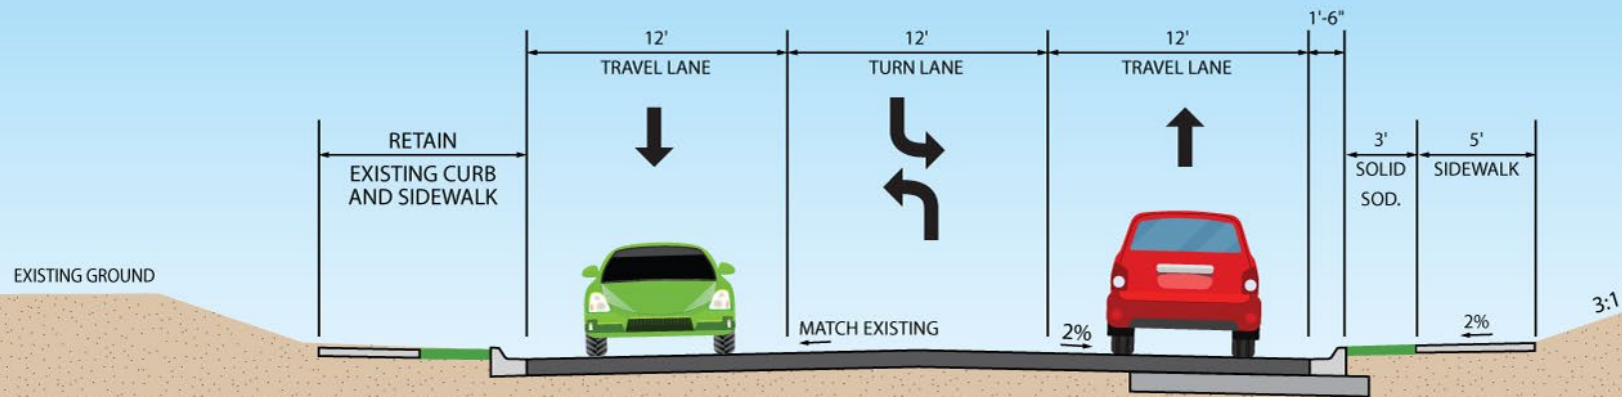 1'-6"
12'
12'
12'
TRAVEL LANE
TURN LANE
TRAVEL LANE
RETAIN
EXISTING CURB
AND SIDEWALK
3'
SOLID
SOD.
5'
SIDEWALK
EXISTING GROUND
MATCH EXISTING
2%
2%
3:1